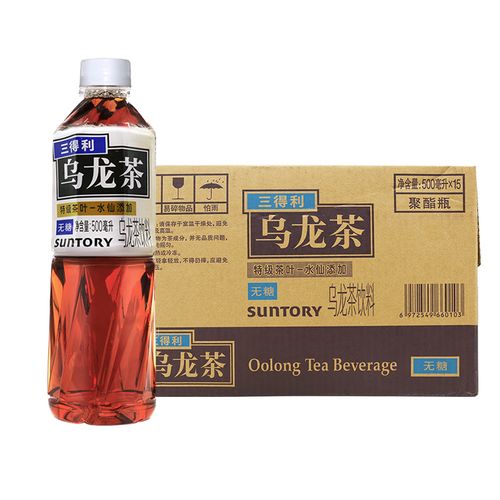 三得利
乌龙茶
特级茶叶-水仙添加
无糖
净含量:500毫升
SUNTORY
乌龙茶饮料
易碎物品
怕雨
三得利
乌龙茶
特级茶叶-水仙添加
无糖
SUNTORY
乌龙茶饮料
净含量:500毫升×15
聚酯瓶
6972549660103
乌龙茶
Oolong Tea Beverage
无糖